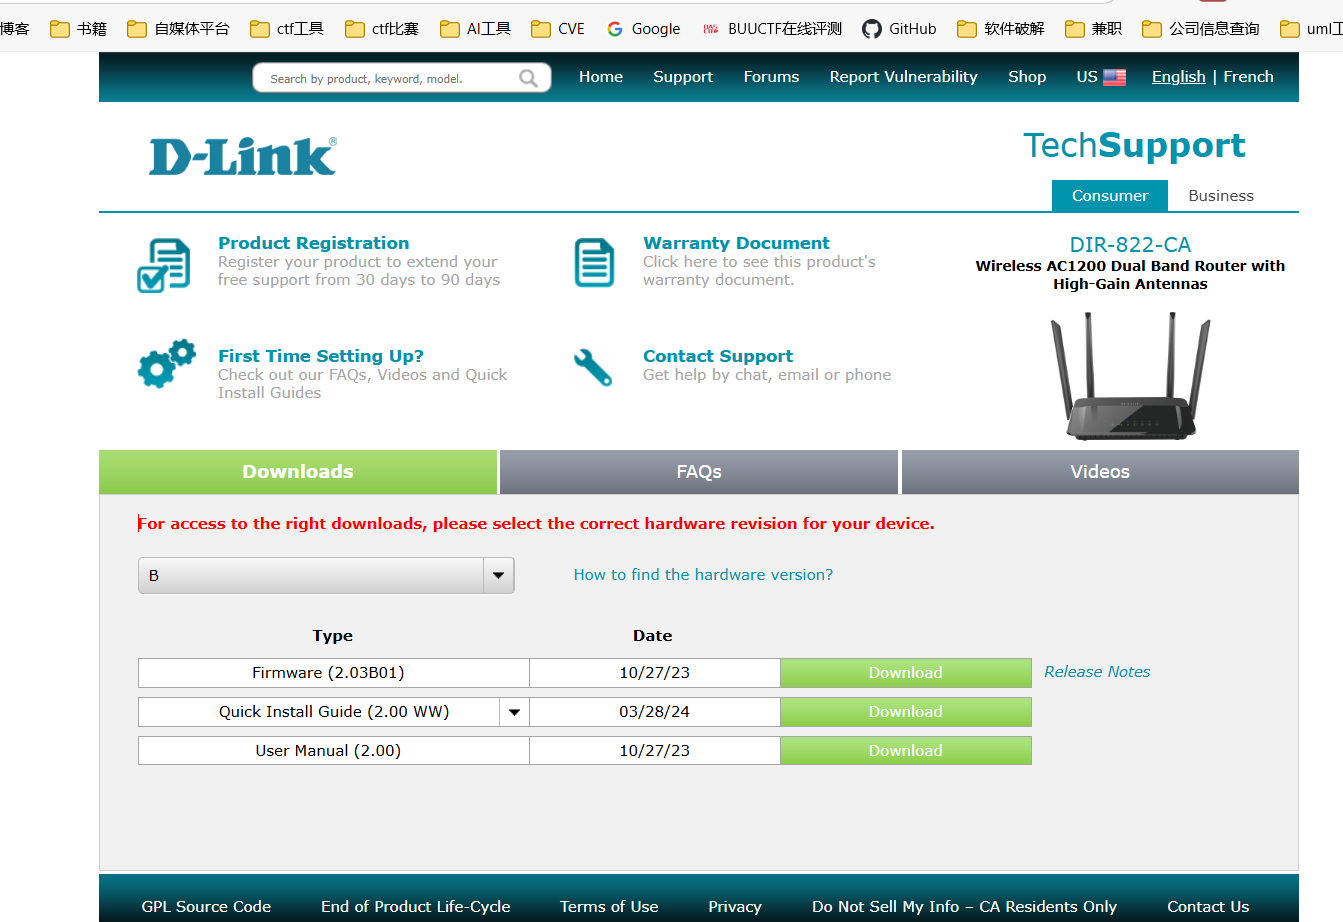 博客 书籍 自媒体平台 ctf工具 ctf比赛 AI工具 CVE Google BUUCTF在线评测 GitHub 软件破解 兼职 公司信息查询 uml工
Search by product, keyword, model. Home Support Forums Report Vulnerability Shop US English | French
D-Link®
TechSupport
Consumer Business
Product Registration
Register your product to extend your
free support from 30 days to 90 days
Warranty Document
Click here to see this product's
warranty document.
DIR-822-CA
Wireless AC1200 Dual Band Router with
High-Gain Antennas
First Time Setting Up?
Check out our FAQs, Videos and Quick
Install Guides
Contact Support
Get help by chat, email or phone
Downloads FAQs Videos
For access to the right downloads, please select the correct hardware revision for your device.
B How to find the hardware version?
Type Date
Firmware (2.03B01) 10/27/23 Download Release Notes
Quick Install Guide (2.00 WW) 03/28/24 Download
User Manual (2.00) 10/27/23 Download
GPL Source Code End of Product Life-Cycle Terms of Use Privacy Do Not Sell My Info – CA Residents Only Contact Us